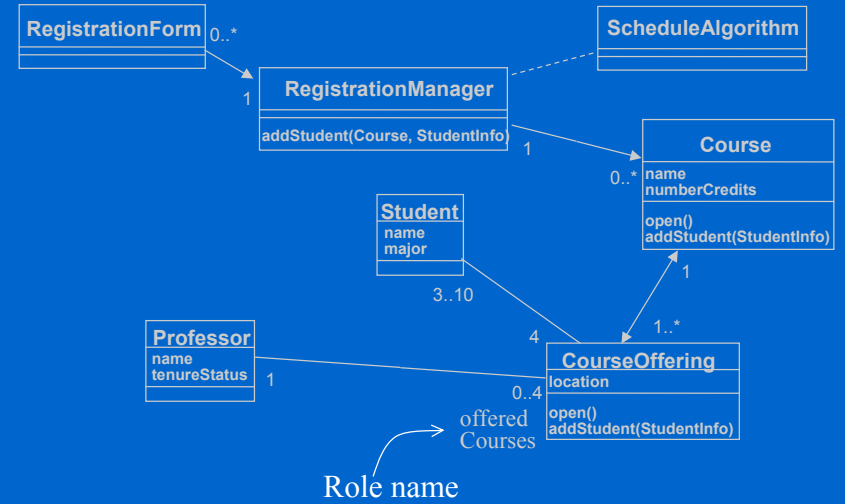 RegistrationForm
0..*
ScheduleAlgorithm
RegistrationManager
1
addStudent(Course, StudentInfo)
1
Course
0..*
name
numberCredits
open()
addStudent(StudentInfo)
Student
name
major
1
3..10
Professor
name
tenureStatus
1
4
1..*
CourseOffering
location
0..4
open()
addStudent(StudentInfo)
offered
Courses
Role name